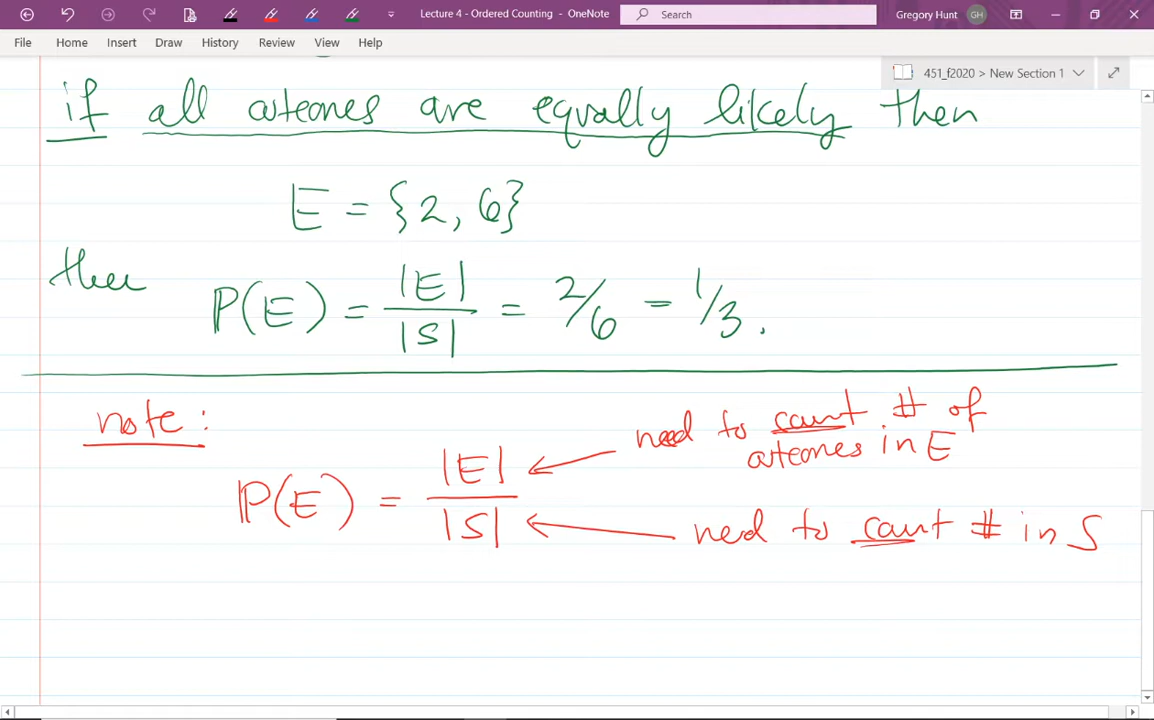 Lecture 4 - Ordered Counting - OneNote
Search
Gregory Hunt GH
File Home Insert Draw History Review View Help
451_f2020 > New Section 1
if all outcomes are equally likely then
E = {2, 6}
then
P(E) = |E| / |S| = 2/6 = 1/3.
note:
need to count # of
outcomes in E
P(E) = |E| / |S|
need to count # in S